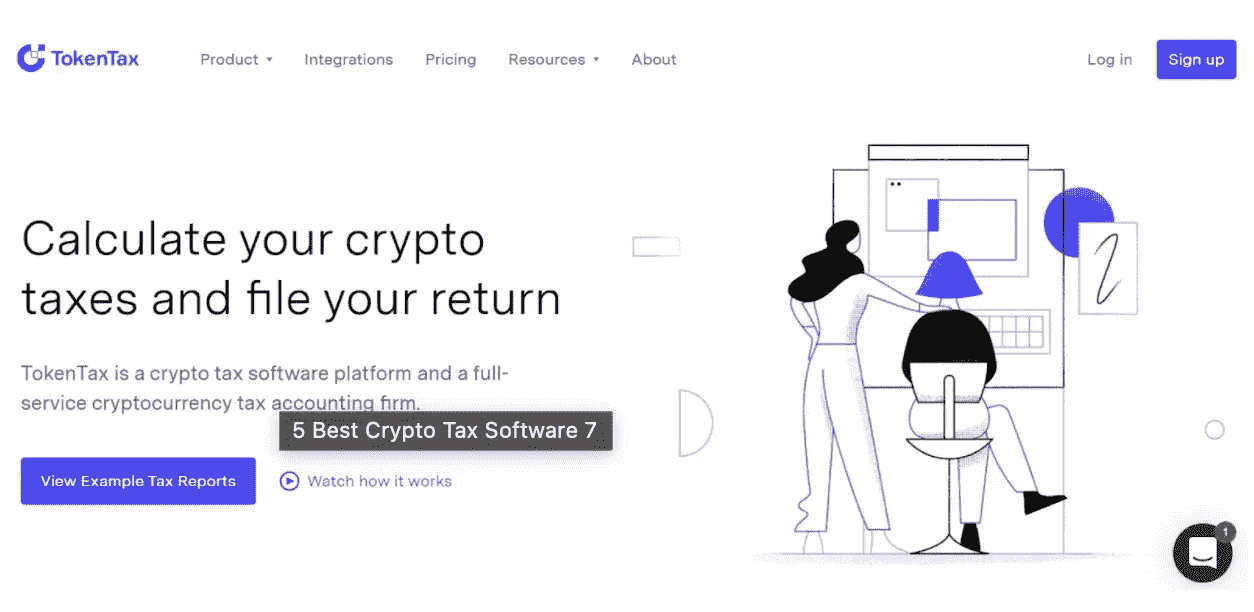 TokenTax
Product
Integrations
Pricing
Resources
About
Log in
Sign up
Calculate your crypto
taxes and file your return
TokenTax is a crypto tax software platform and a full-
service cryptocurrency tax accounting firm.
5 Best Crypto Tax Software 7
View Example Tax Reports
Watch how it works
1